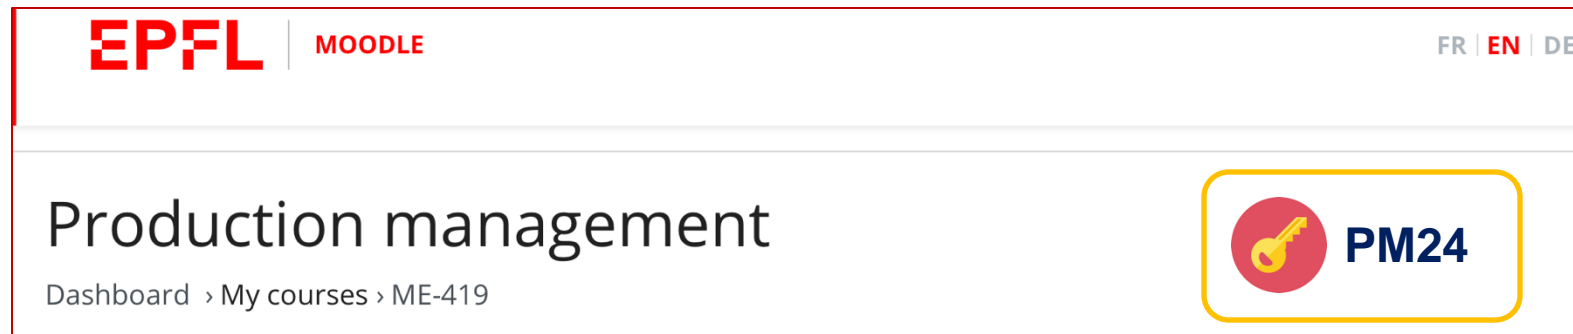 EPFL MOODLE FR EN DE
Production management
PM24
Dashboard › My courses › ME-419